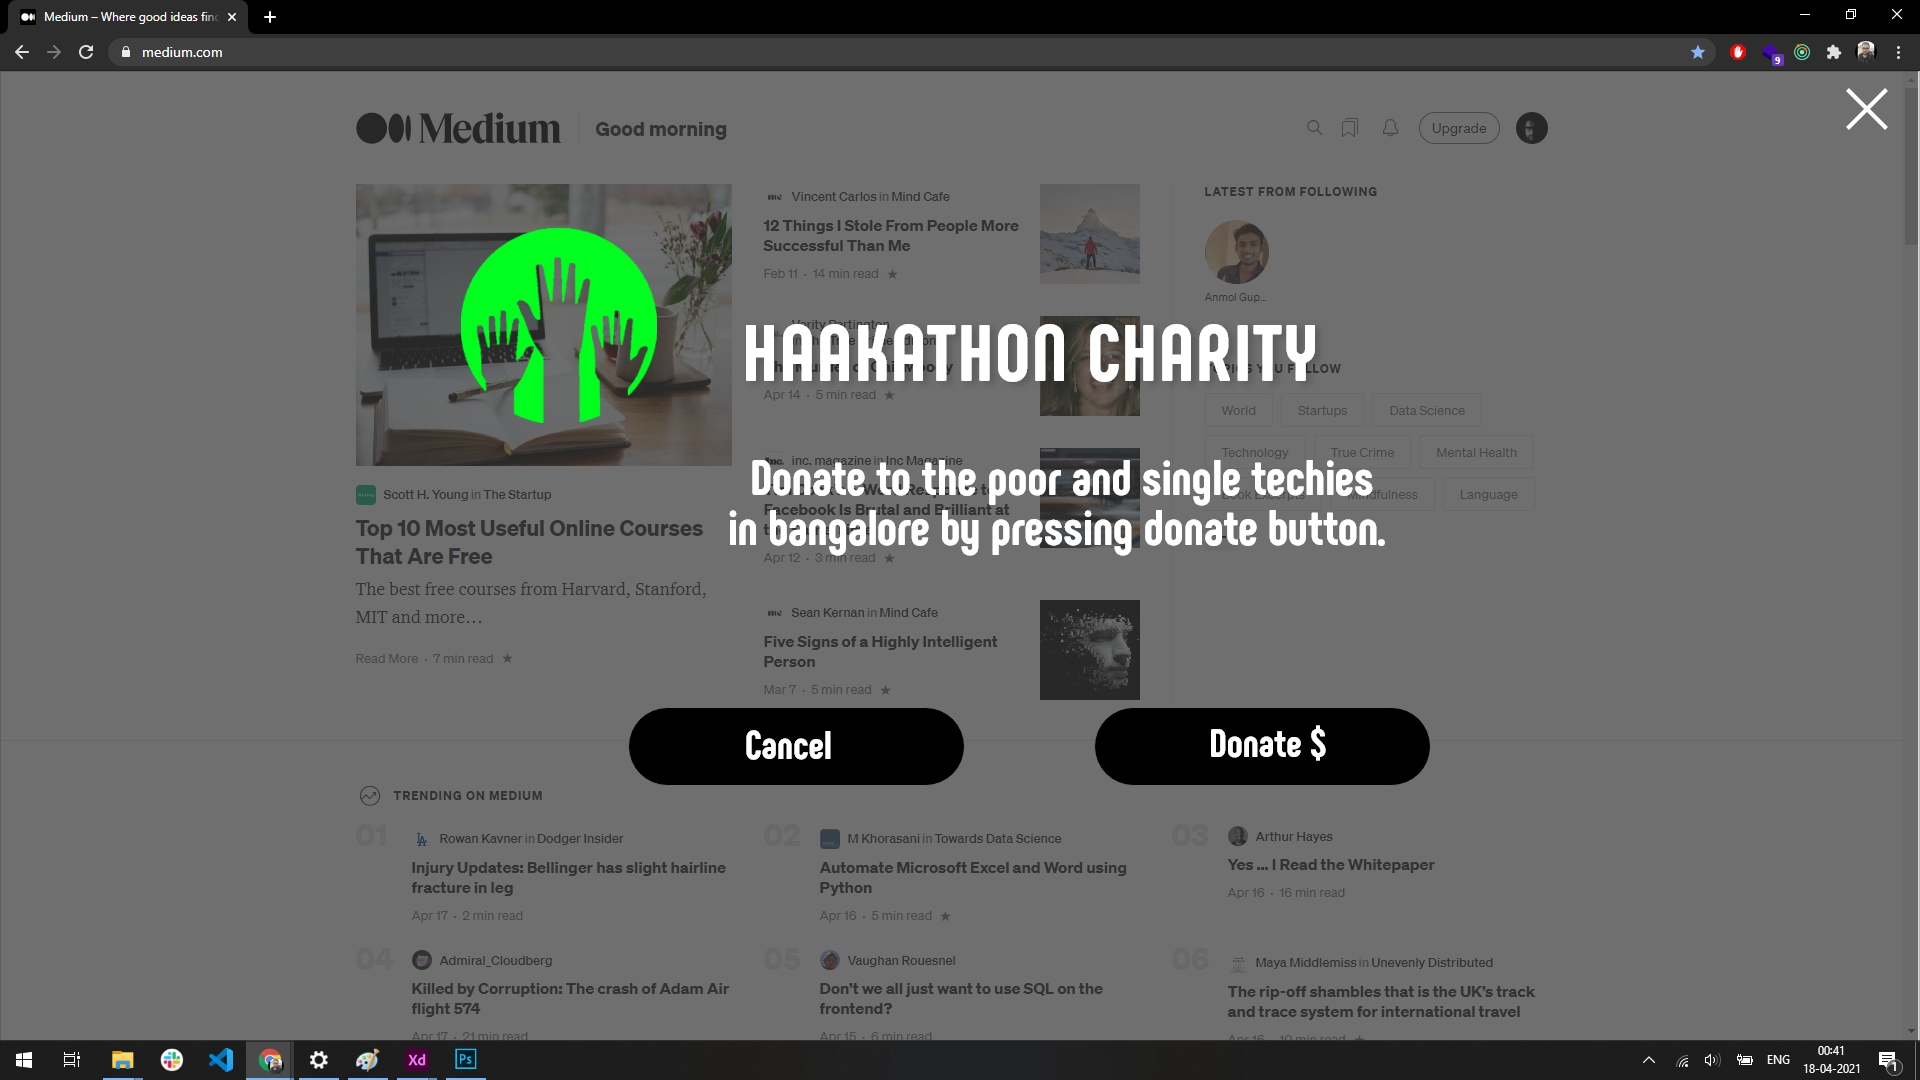 Medium – Where good ideas fin
medium.com
9
Medium
Good morning
Upgrade
Vincent Carlos in Mind Cafe
12 Things I Stole From People More
Successful Than Me
Feb 11 · 14 min read ★
LATEST FROM FOLLOWING
Anmol Gup...
HAAKATHON CHARITY
Apr 14 · 5 min read ★
World
Startups
Data Science
Technology
True Crime
Mental Health
Book Excerpts
Mindfulness
Language
inc. magazine in Inc Magazine
Facebook Is Brutal and Brilliant at
Apr 12 · 3 min read ★
Donate to the poor and single techies
in bangalore by pressing donate button.
Scott H. Young in The Startup
Top 10 Most Useful Online Courses
That Are Free
The best free courses from Harvard, Stanford,
MIT and more…
Read More · 7 min read ★
Sean Kernan in Mind Cafe
Five Signs of a Highly Intelligent
Person
Mar 7 · 5 min read ★
Cancel
Donate $
TRENDING ON MEDIUM
01
Rowan Kavner in Dodger Insider
Injury Updates: Bellinger has slight hairline
fracture in leg
Apr 17 · 2 min read
02
M Khorasani in Towards Data Science
Automate Microsoft Excel and Word using
Python
Apr 16 · 5 min read ★
03
Arthur Hayes
Yes ... I Read the Whitepaper
Apr 16 · 16 min read
04
Admiral_Cloudberg
Killed by Corruption: The crash of Adam Air
flight 574
Apr 17 · 21 min read
05
Vaughan Rouesnel
Don't we all just want to use SQL on the
frontend?
Apr 15 · 6 min read
06
Maya Middlemiss in Unevenly Distributed
The rip-off shambles that is the UK's track
and trace system for international travel
Apr 16 · 10 min read ★
Xd
Ps
ENG
00:41
18-04-2021
1